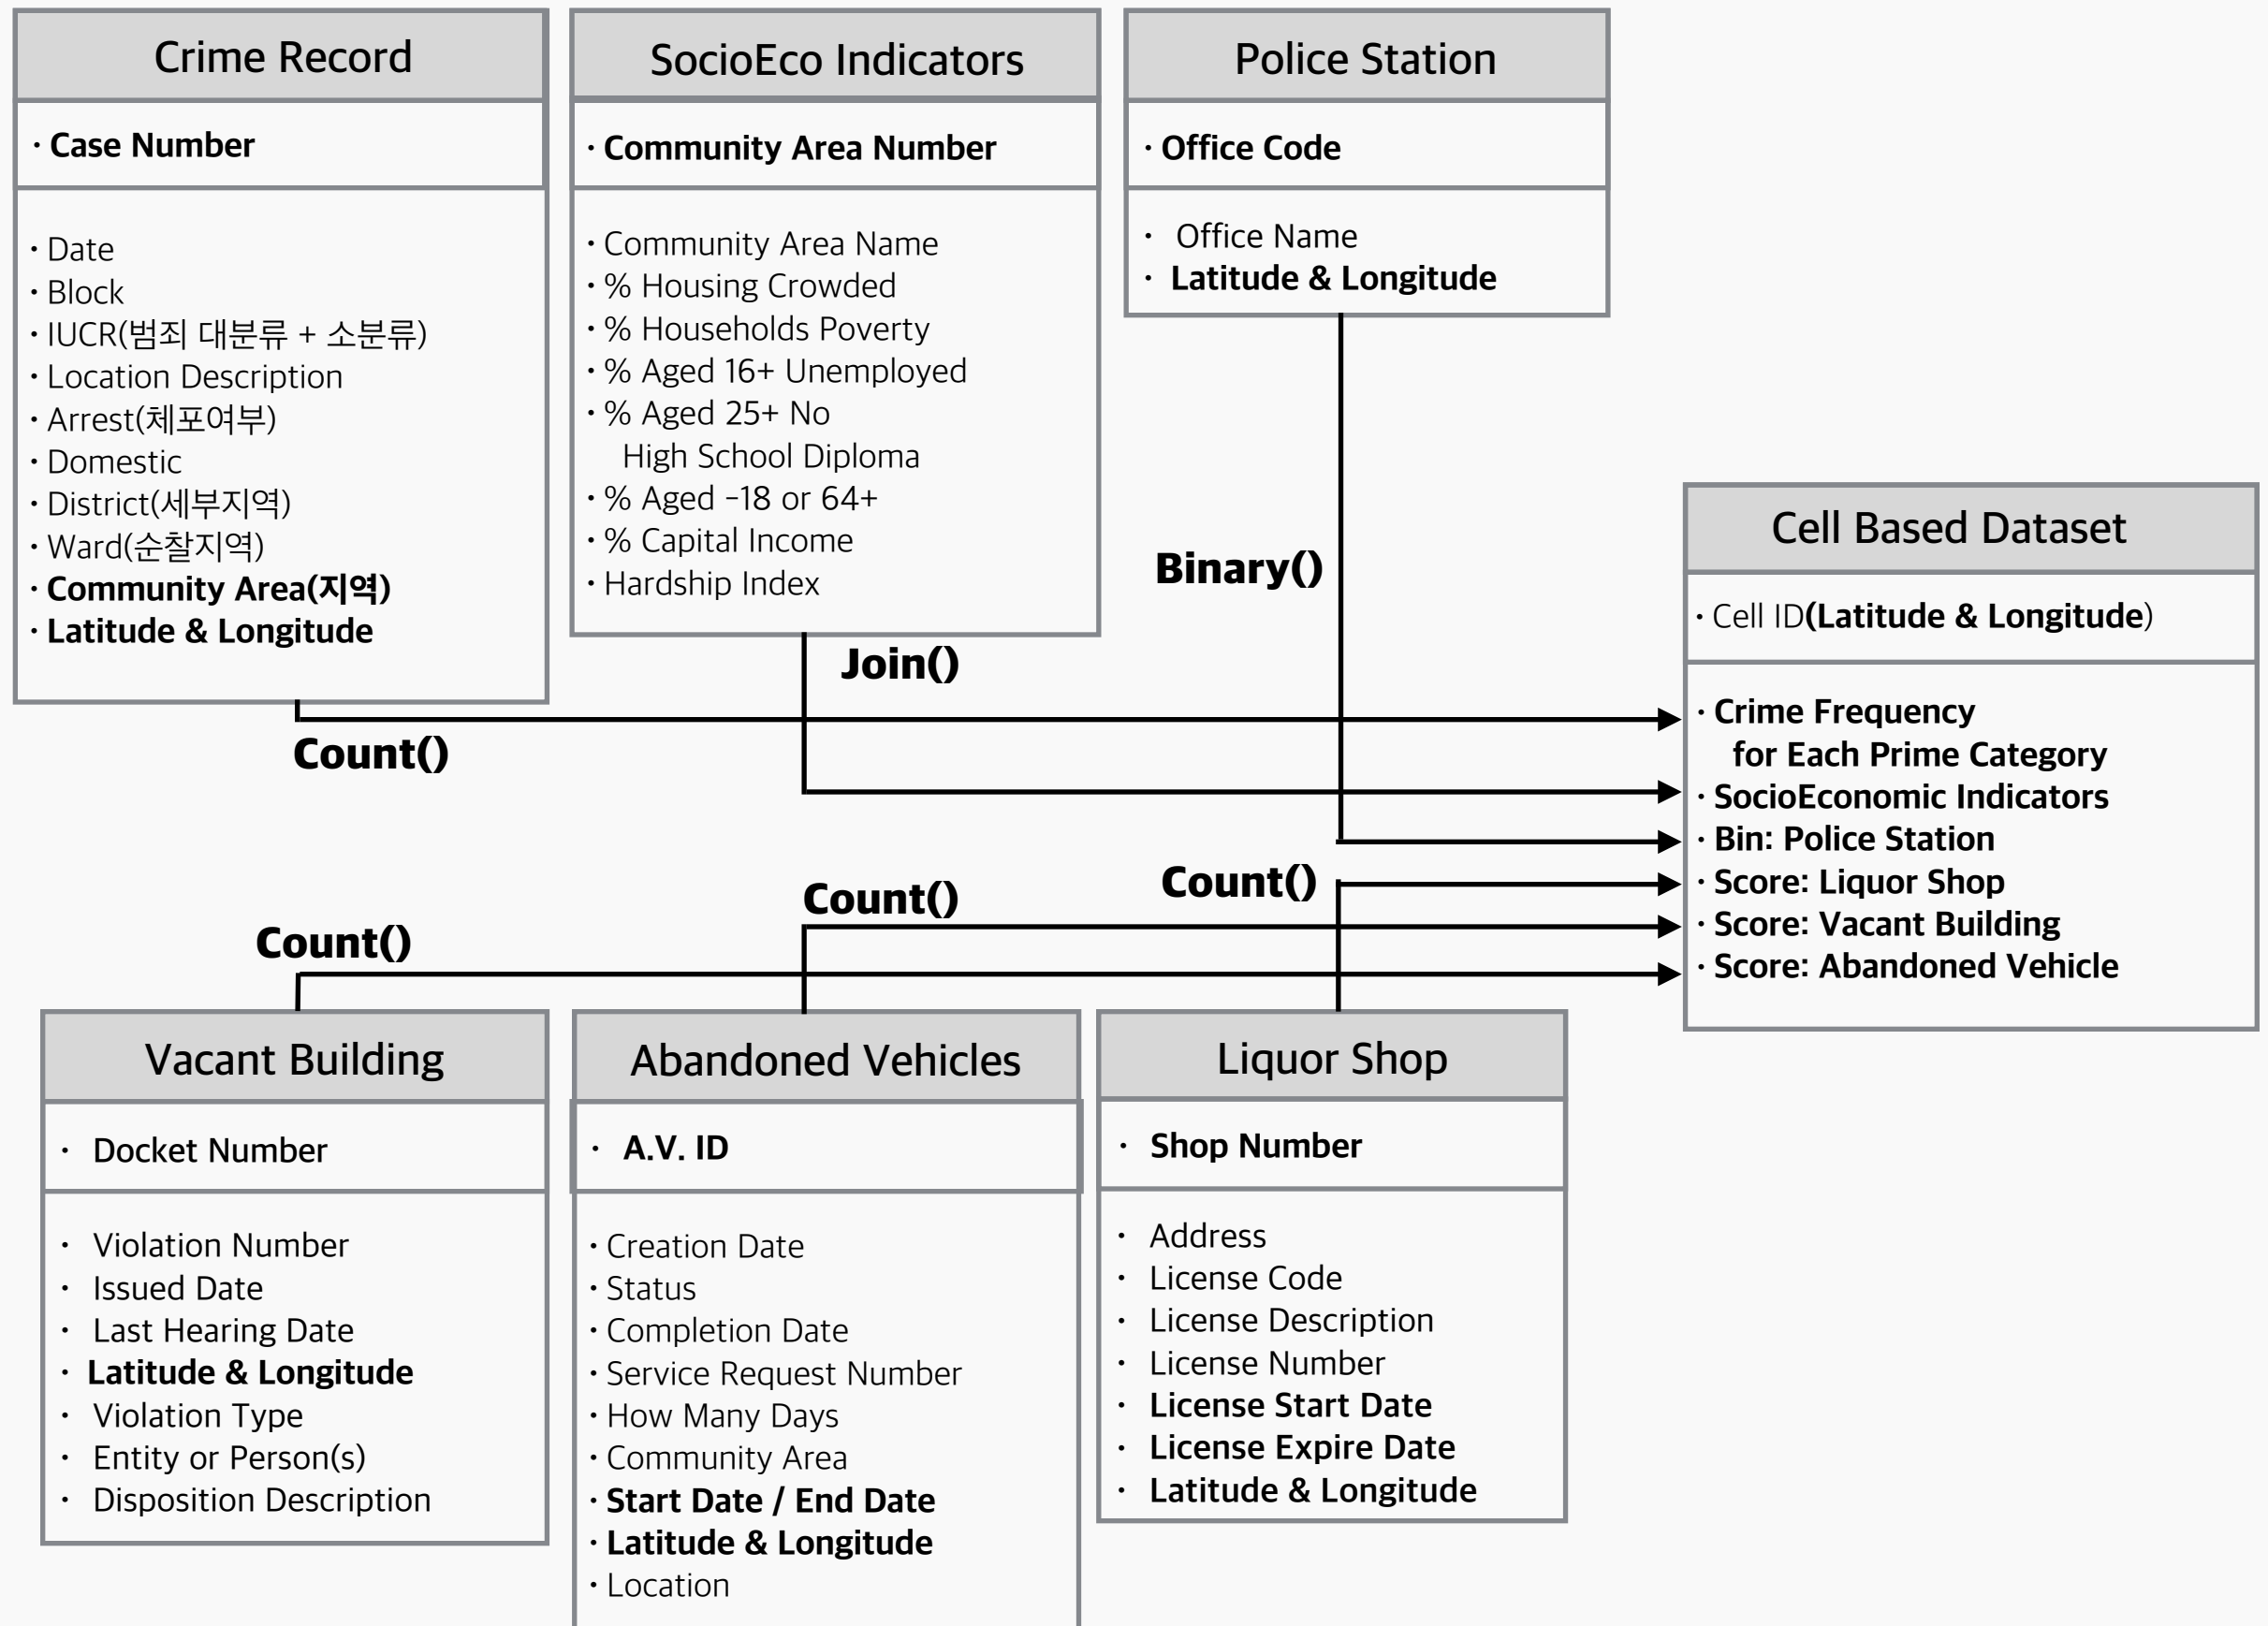 Crime Record
· Case Number
· Date
· Block
· IUCR(범죄 대분류 + 소분류)
· Location Description
· Arrest(체포여부)
· Domestic
· District(세부지역)
· Ward(순찰지역)
· Community Area(지역)
· Latitude & Longitude
Count()
SocioEco Indicators
· Community Area Number
· Community Area Name
· % Housing Crowded
· % Households Poverty
· % Aged 16+ Unemployed
· % Aged 25+ No
High School Diploma
· % Aged -18 or 64+
· % Capital Income
· Hardship Index
Join()
Police Station
· Office Code
· Office Name
· Latitude & Longitude
Binary()
Cell Based Dataset
· Cell ID(Latitude & Longitude)
· Crime Frequency
for Each Prime Category
· SocioEconomic Indicators
· Bin: Police Station
· Score: Liquor Shop
· Score: Vacant Building
· Score: Abandoned Vehicle
Count()
Vacant Building
· Docket Number
· Violation Number
· Issued Date
· Last Hearing Date
· Latitude & Longitude
· Violation Type
· Entity or Person(s)
· Disposition Description
Count()
Abandoned Vehicles
· A.V. ID
· Creation Date
· Status
· Completion Date
· Service Request Number
· How Many Days
· Community Area
· Start Date / End Date
· Latitude & Longitude
· Location
Count()
Liquor Shop
· Shop Number
· Address
· License Code
· License Description
· License Number
· License Start Date
· License Expire Date
· Latitude & Longitude